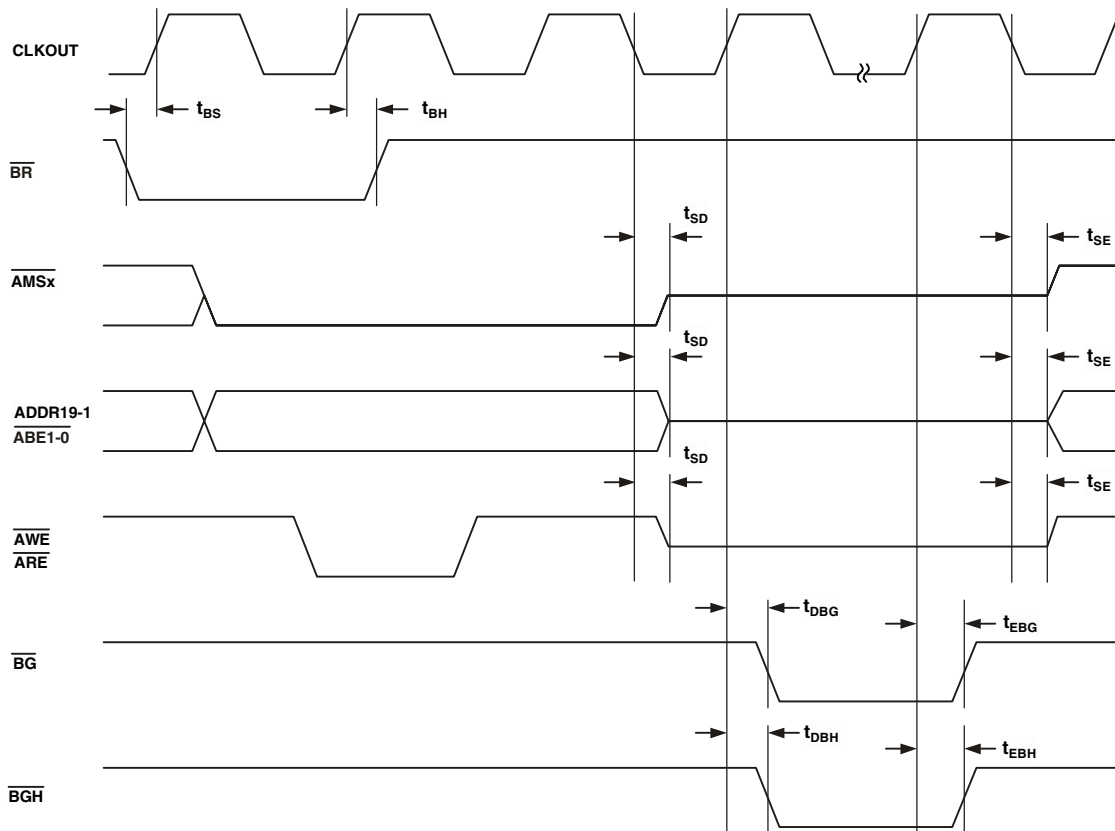 CLKOUT
tBS
tBH
BR
tSD
tSE
AMSx
tSD
tSE
ADDR19-1
ABE1-0
tSD
tSE
AWE
ARE
tDBG
tEBG
BG
tDBH
tEBH
BGH